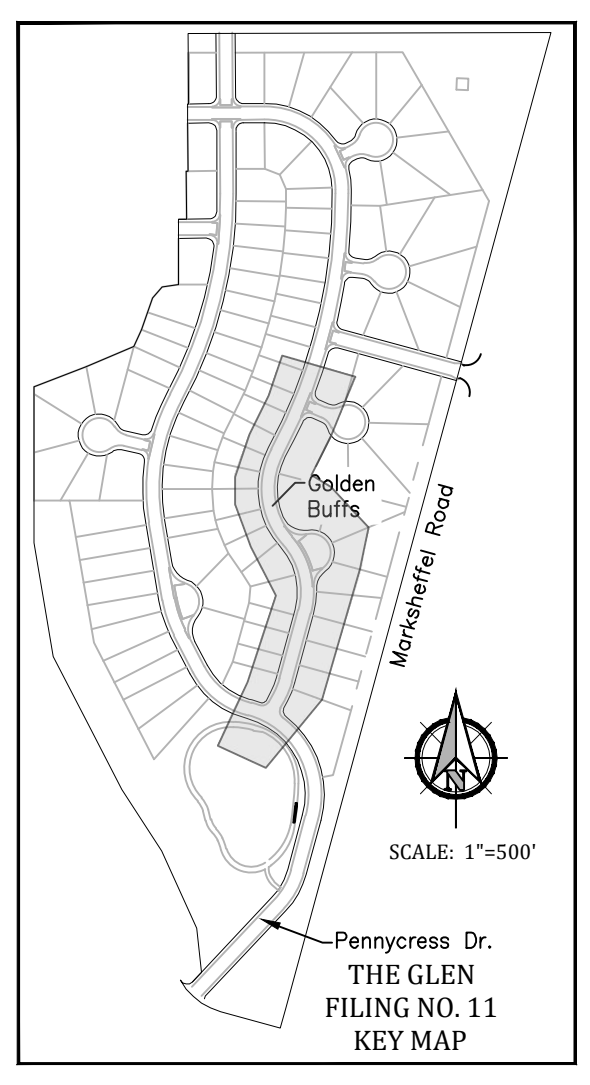 Golden
Buffs
Marksheffel Road
N
SCALE: 1"=500'
Pennycress Dr.
THE GLEN
FILING NO. 11
KEY MAP